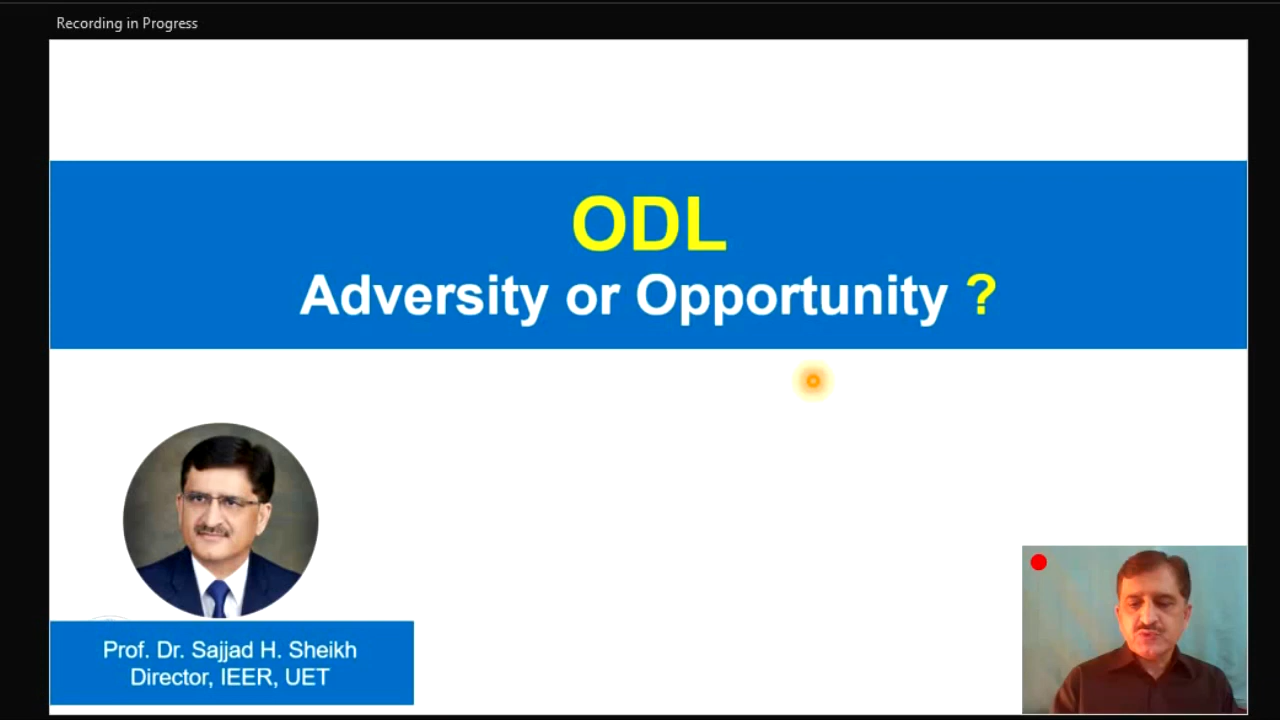 Recording in Progress
ODL
Adversity or Opportunity ?
Prof. Dr. Sajjad H. Sheikh
Director, IEER, UET